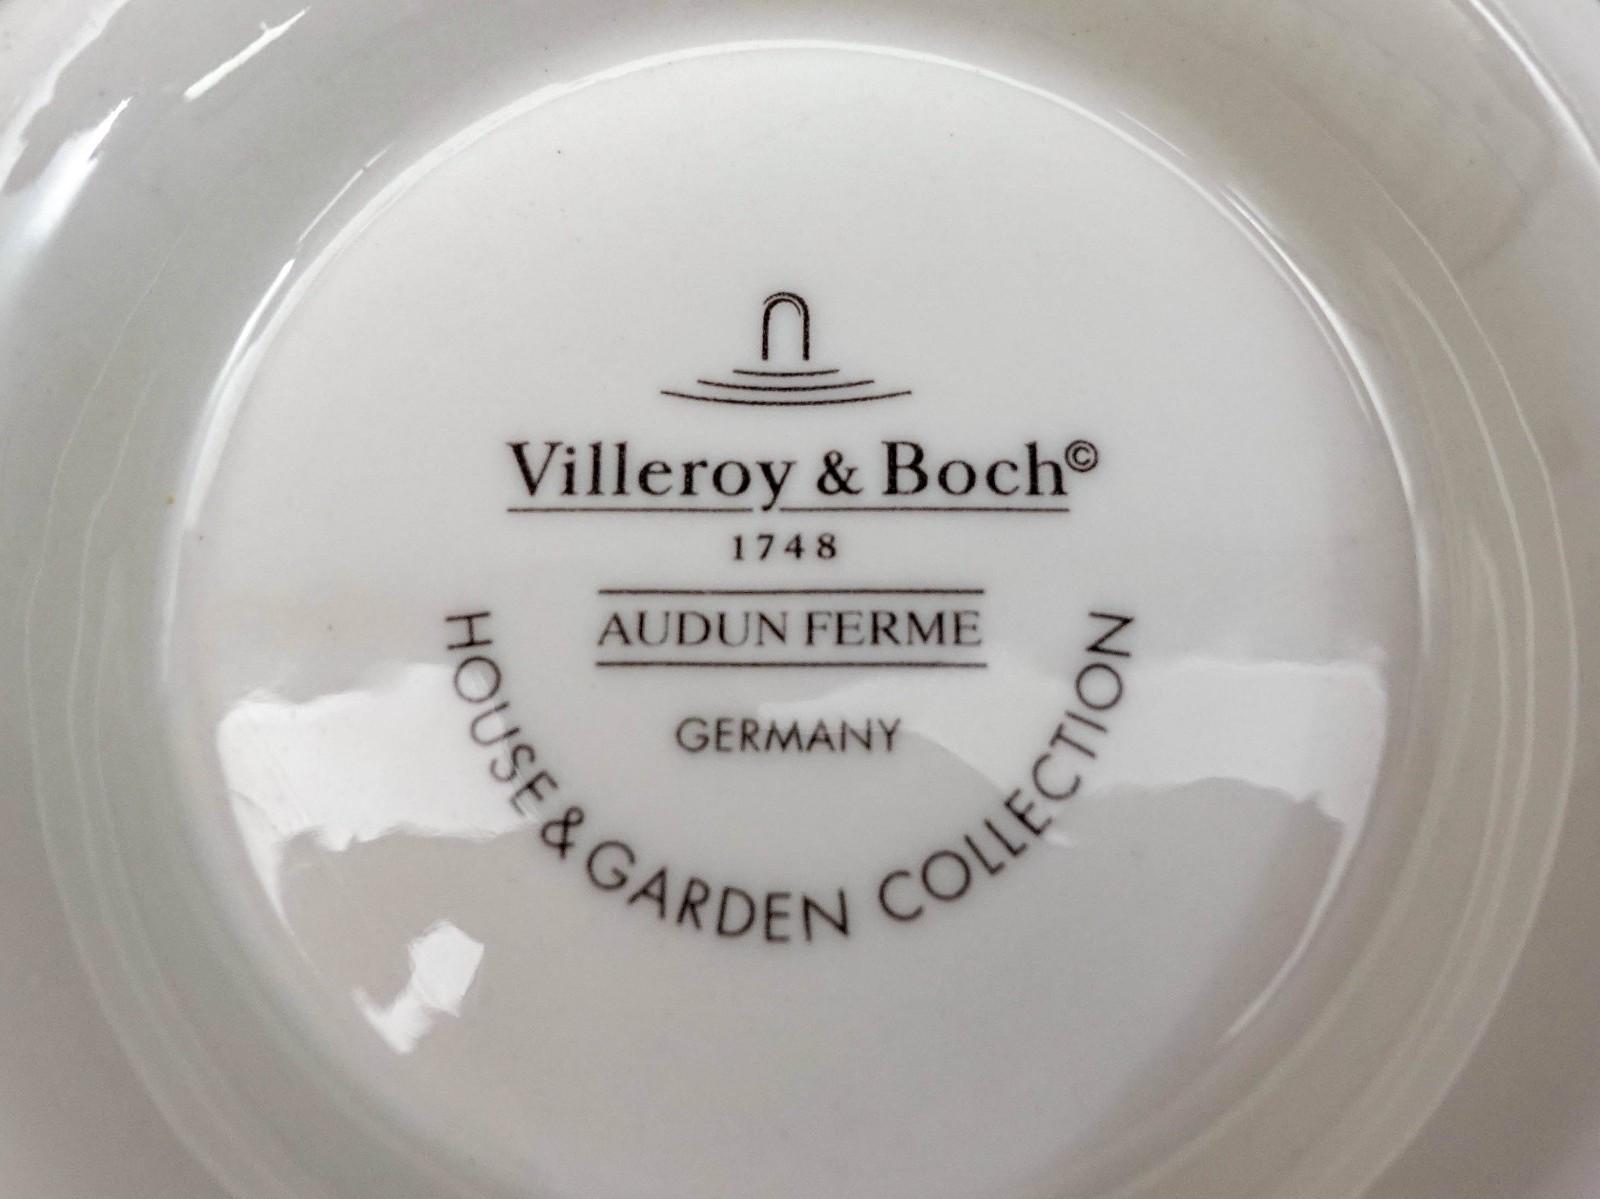 Villeroy & Boch©
1748
AUDUN FERME
GERMANY
HOUSE & GARDEN COLLECTION